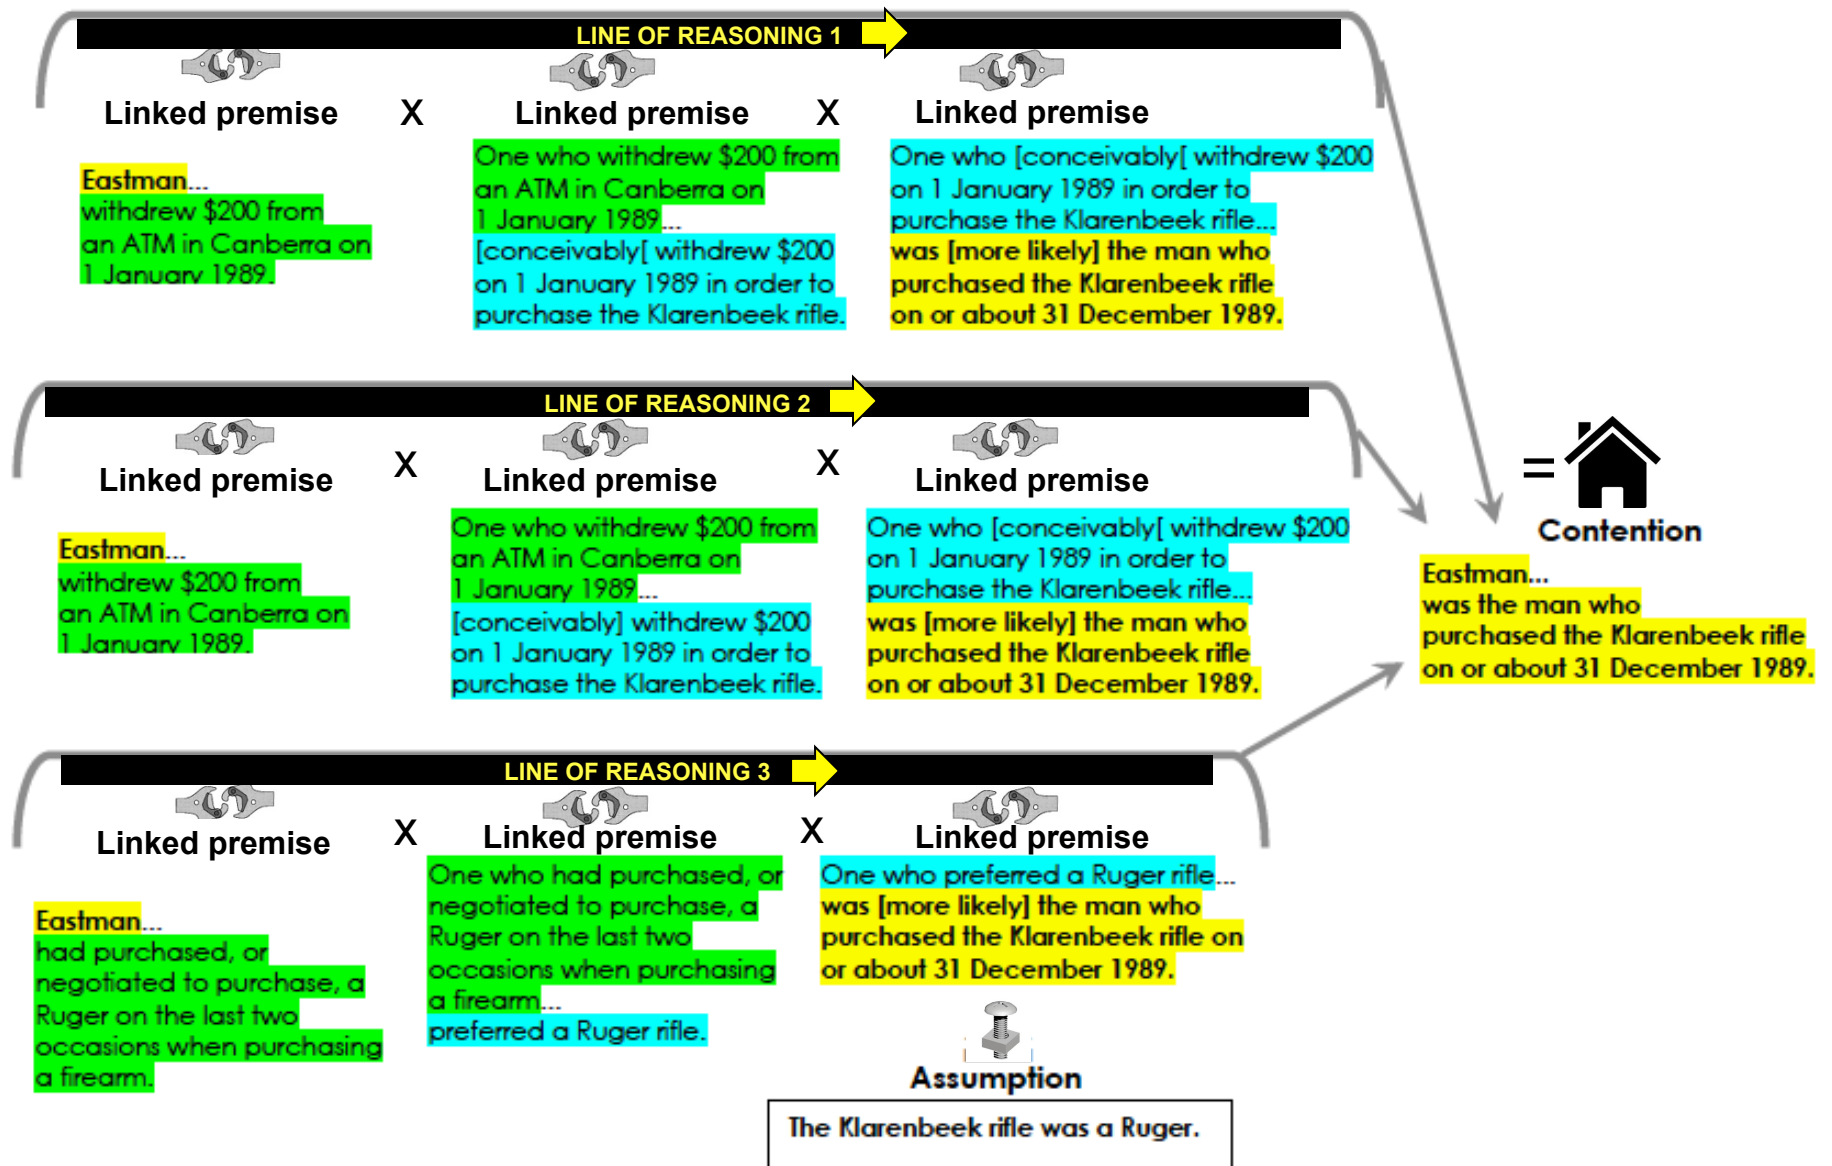 LINE OF REASONING 1
Linked premise
X
Linked premise
X
Linked premise
Eastman...
withdrew $200 from
an ATM in Canberra on
1 January 1989.
One who withdrew $200 from
an ATM in Canberra on
1 January 1989...
[conceivably[ withdrew $200
on 1 January 1989 in order to
purchase the Klarenbeek rifle.
One who [conceivably[ withdrew $200
on 1 January 1989 in order to
purchase the Klarenbeek rifle...
was [more likely] the man who
purchased the Klarenbeek rifle
on or about 31 December 1989.
LINE OF REASONING 2
Linked premise
X
Linked premise
X
Linked premise
Eastman...
withdrew $200 from
an ATM in Canberra on
1 January 1989.
One who withdrew $200 from
an ATM in Canberra on
1 January 1989...
[conceivably] withdrew $200
on 1 January 1989 in order to
purchase the Klarenbeek rifle.
One who [conceivably[ withdrew $200
on 1 January 1989 in order to
purchase the Klarenbeek rifle...
was [more likely] the man who
purchased the Klarenbeek rifle
on or about 31 December 1989.
=
Contention
Eastman...
was the man who
purchased the Klarenbeek rifle
on or about 31 December 1989.
LINE OF REASONING 3
Linked premise
X
Linked premise
X
Linked premise
Eastman...
had purchased, or
negotiated to purchase, a
Ruger on the last two
occasions when purchasing
a firearm.
One who had purchased, or
negotiated to purchase, a
Ruger on the last two
occasions when purchasing
a firearm...
preferred a Ruger rifle.
One who preferred a Ruger rifle...
was [more likely] the man who
purchased the Klarenbeek rifle on
or about 31 December 1989.
Assumption
The Klarenbeek rifle was a Ruger.